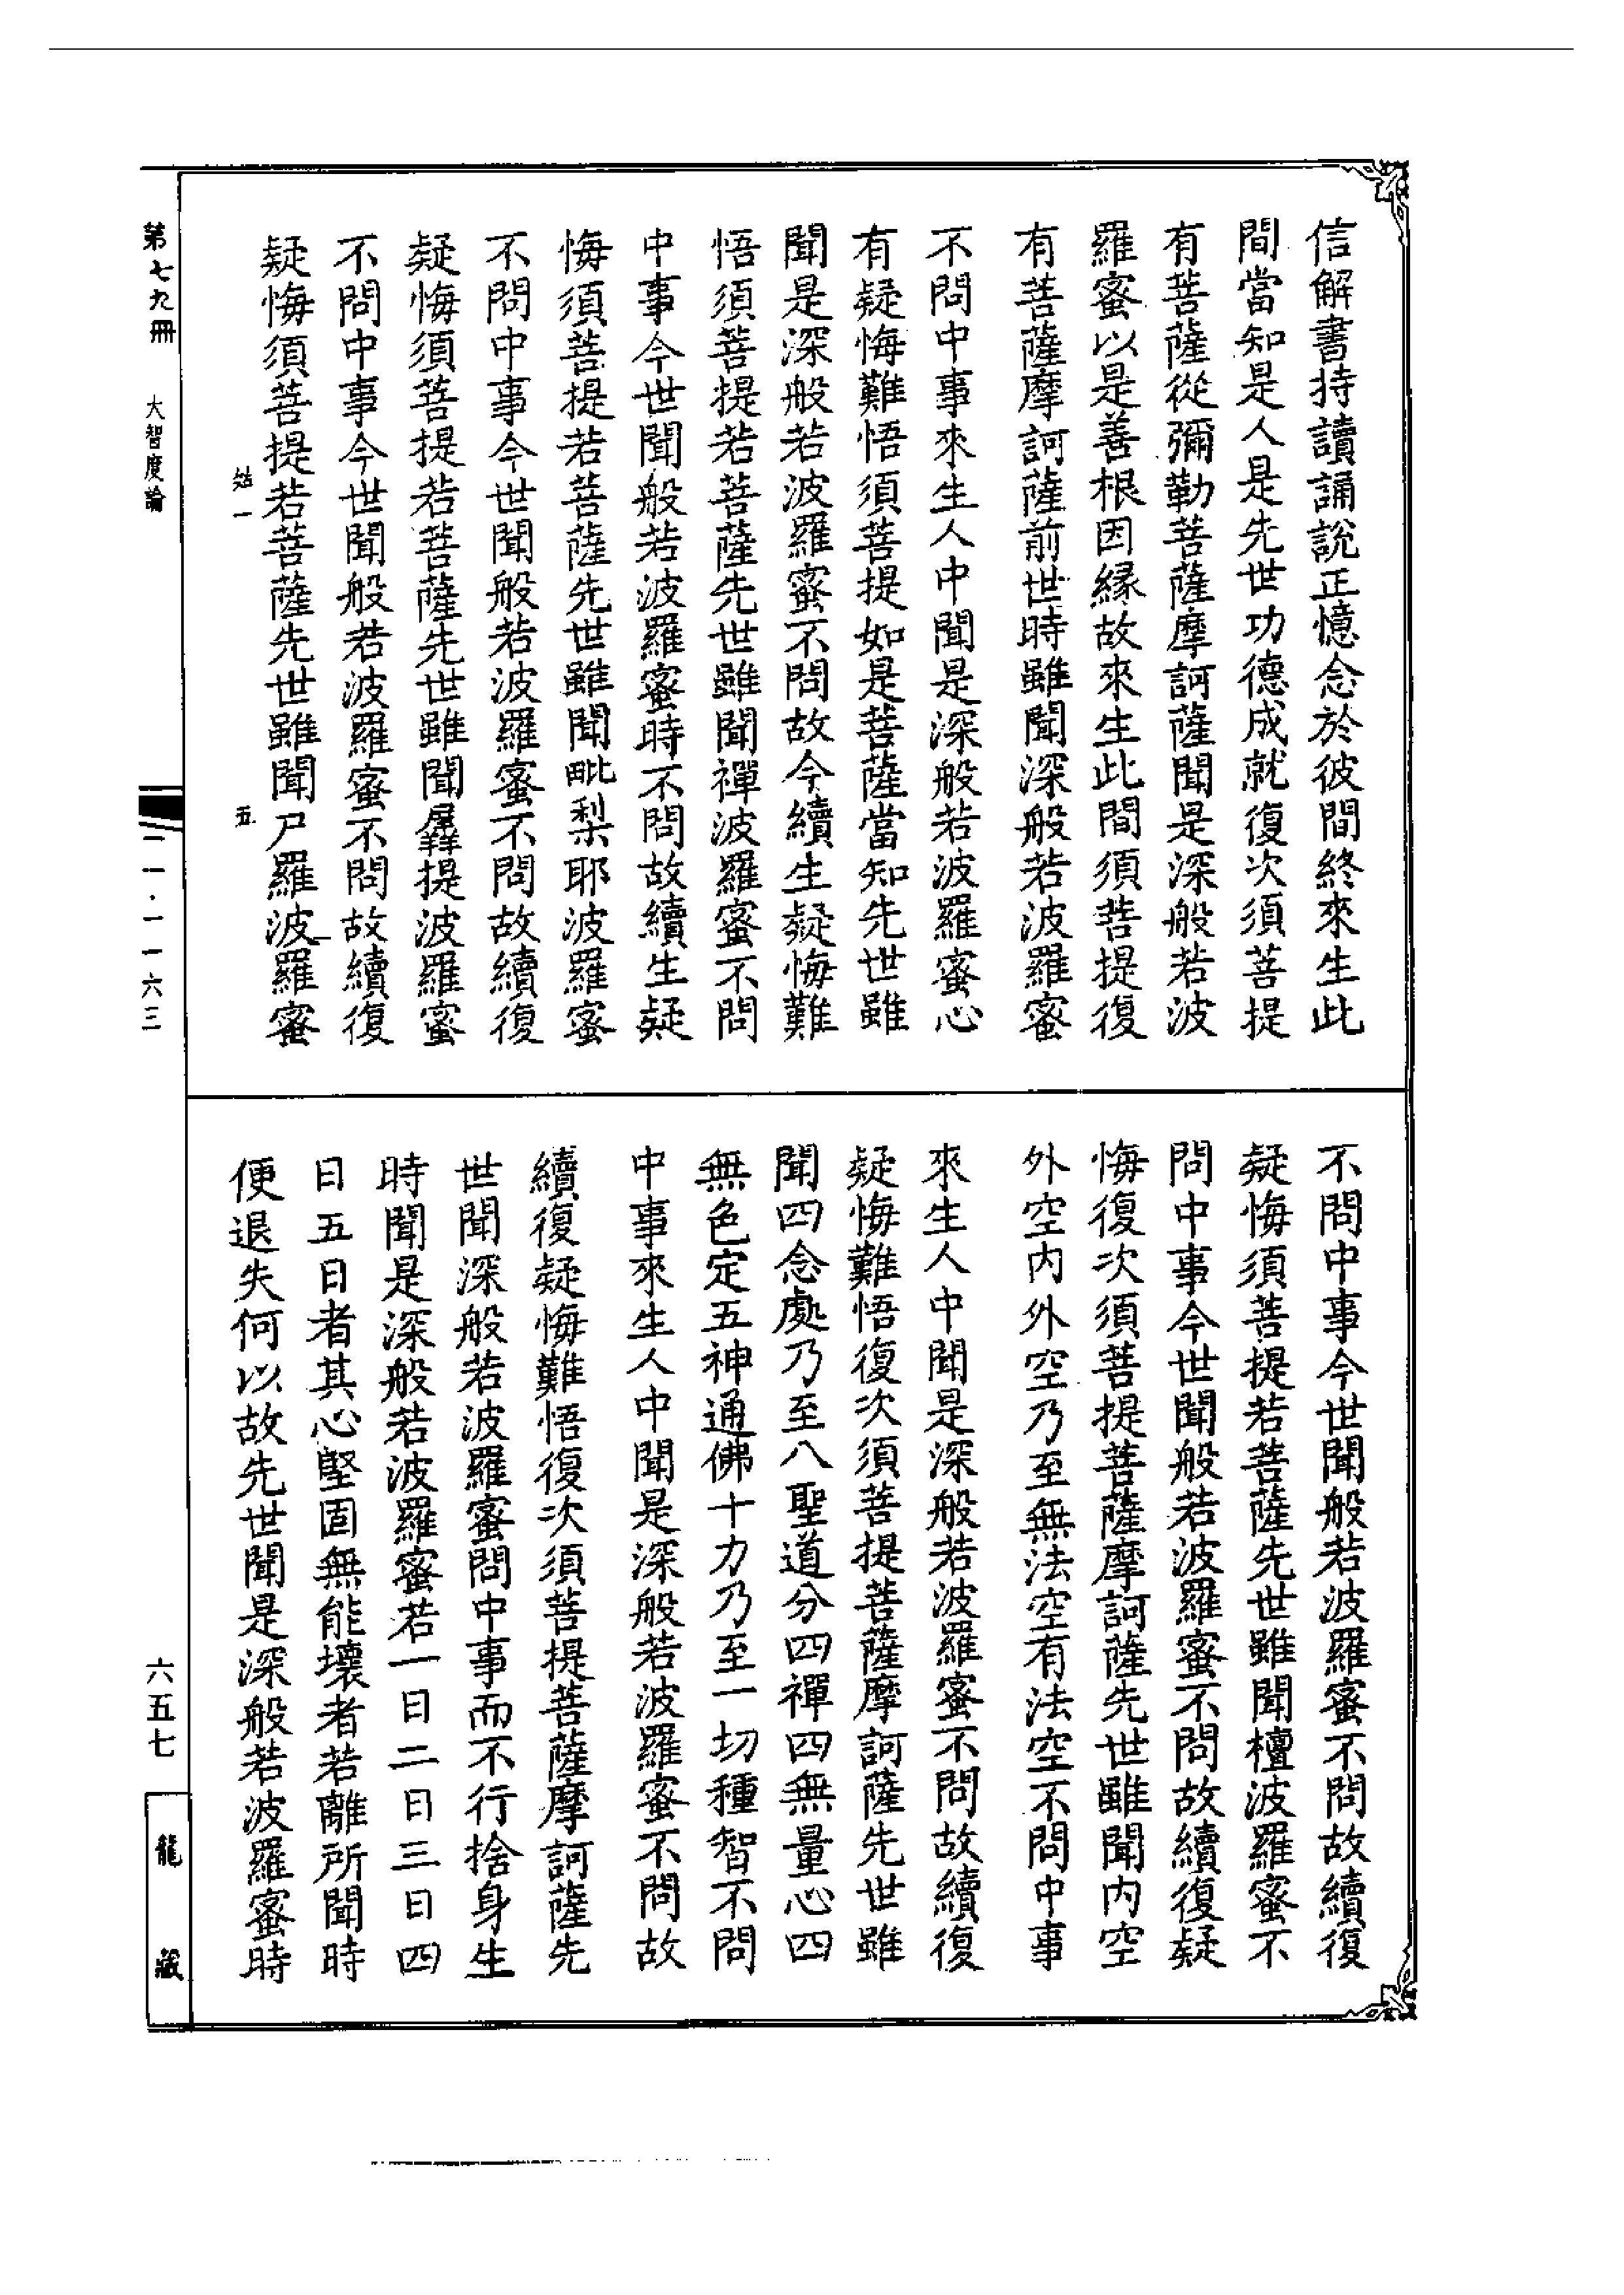 信解書持讀誦說正憶念於彼間終來生此
間當知是人是先世功德成就復次須菩提
有菩薩從彌勒菩薩摩訶薩聞是深般若波
羅蜜以是善根因緣故來生此間須菩提復
有菩薩摩訶薩前世時雖聞深般若波羅蜜
不問中事來生人中聞是深般若波羅蜜心
有疑悔難悟須菩提如是菩薩當知先世雖
聞是深般若波羅蜜不問故今續生疑悔難
悟須菩提若菩薩先世雖聞禪波羅蜜不問
中事今世聞般若波羅蜜時不問故續生疑
悔須菩提若菩薩先世雖聞毗梨耶波羅蜜
不問中事今世聞般若波羅蜜不問故續復
疑悔須菩提若菩薩先世雖聞羼提波羅蜜
不問中事今世聞般若波羅蜜不問故續復
疑悔須菩提若菩薩先世雖聞尸羅波羅蜜
不問中事今世聞般若波羅蜜不問故續復
疑悔須菩提若菩薩先世雖聞檀波羅蜜不
問中事今世聞般若波羅蜜不問故續復疑
悔復次須菩提菩薩摩訶薩先世雖聞內空
外空內外空乃至無法空有法空不問中事
來生人中聞是深般若波羅蜜不問故續復
疑悔難悟復次須菩提菩薩摩訶薩先世雖
聞四念處乃至八聖道分四禪四無量心四
無色定五神通佛十力乃至一切種智不問
中事來生人中聞是深般若波羅蜜不問故
續復疑悔難悟復次須菩提菩薩摩訶薩先
世聞深般若波羅蜜問中事而不行捨身生
時聞是深般若波羅蜜若一日二日三日四
日五日者其心堅固無能壞者若離所聞時
便退失何以故先世聞是深般若波羅蜜時
姑一
五
第七九冊
大智度論
二一·一一六三
六五七
龍藏